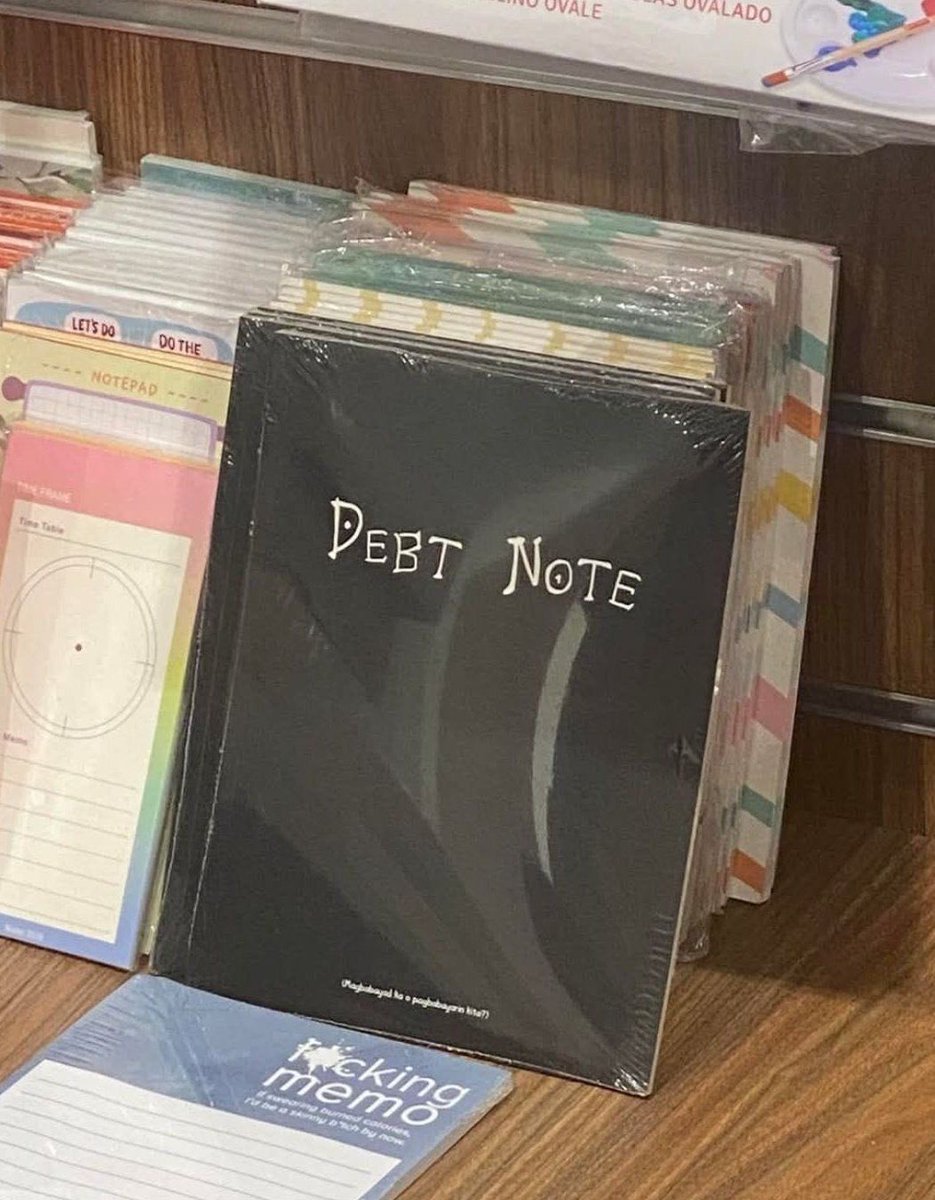 OVALADO
OVALE
LET'S DO
DO THE
NOTEPAD
TIME FRAME
Time Table
Memo
DEBT NOTE
(Magbabayad ka o pagbabayarin kita?)
f*cking
memo
If swearing burned calories,
I'd be a skinny b*tch by now.